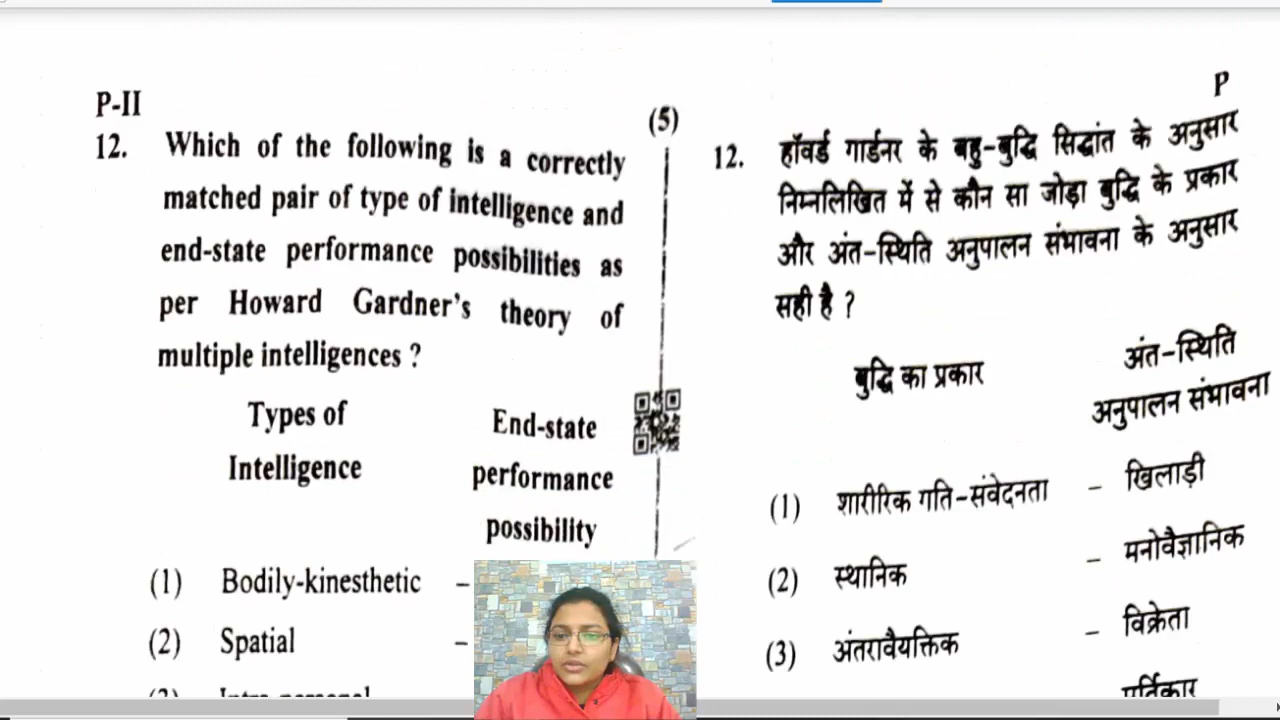 P-II
(5)
12. Which of the following is a correctly
matched pair of type of intelligence and
end-state performance possibilities as
per Howard Gardner's theory of
multiple intelligences ?
Types of
Intelligence
End-state
performance
possibility
(1) Bodily-kinesthetic –
(2) Spatial –
P
12. हॉवर्ड गार्डनर के बहु-बुद्धि सिद्धांत के अनुसार
निम्नलिखित में से कौन सा जोड़ा बुद्धि के प्रकार
और अंत-स्थिति अनुपालन संभावना के अनुसार
सही है ?
बुद्धि का प्रकार
अंत-स्थिति
अनुपालन संभावना
(1) शारीरिक गति-संवेदनता – खिलाड़ी
(2) स्थानिक – मनोवैज्ञानिक
(3) अंतरावैयक्तिक – विक्रेता